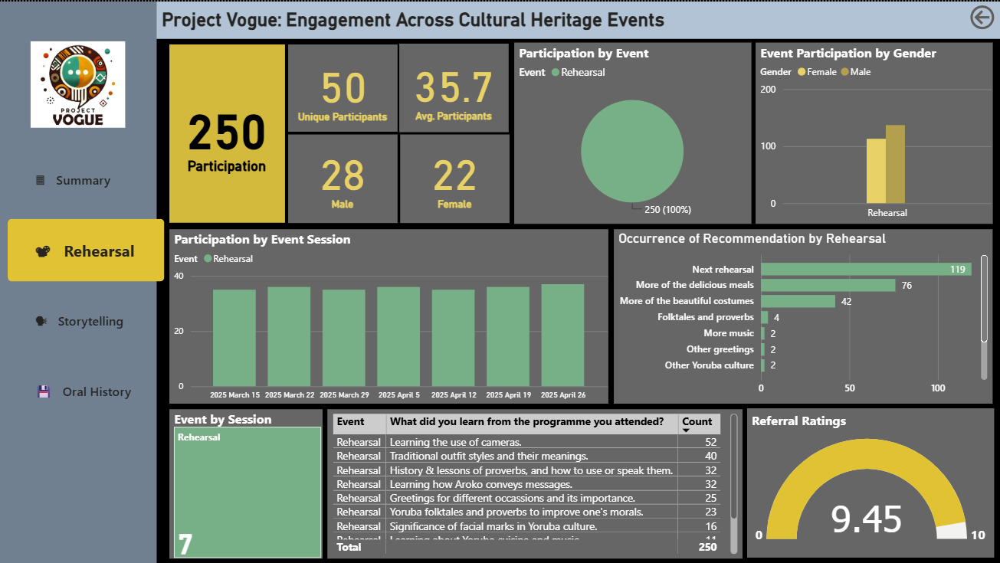 Project Vogue: Engagement Across Cultural Heritage Events
PROJECT
VOGUE
Summary
Rehearsal
Storytelling
Oral History
250
Participation
50
Unique Participants
35.7
Avg. Participants
28
Male
22
Female
Participation by Event
Event Rehearsal
250 (100%)
Event Participation by Gender
Gender Female Male
200
100
0
Rehearsal
Participation by Event Session
Event Rehearsal
40
20
0
2025 March 15 2025 March 22 2025 March 29 2025 April 5 2025 April 12 2025 April 19 2025 April 26
Occurrence of Recommendation by Rehearsal
Next rehearsal 119
More of the delicious meals 76
More of the beautiful costumes 42
Folktales and proverbs 4
More music 2
Other greetings 2
Other Yoruba culture 2
0 50 100
Event by Session
Rehearsal
7
Event What did you learn from the programme you attended? Count
Rehearsal Learning the use of cameras. 52
Rehearsal Traditional outfit styles and their meanings. 40
Rehearsal History & lessons of proverbs, and how to use or speak them. 32
Rehearsal Learning how Aroko conveys messages. 32
Rehearsal Greetings for different occassions and its importance. 25
Rehearsal Yoruba folktales and proverbs to improve one's morals. 23
Rehearsal Significance of facial marks in Yoruba culture. 16
Rehearsal Learning about Yoruba cuisine and music. 11
Total 250
Referral Ratings
9.45
0 10